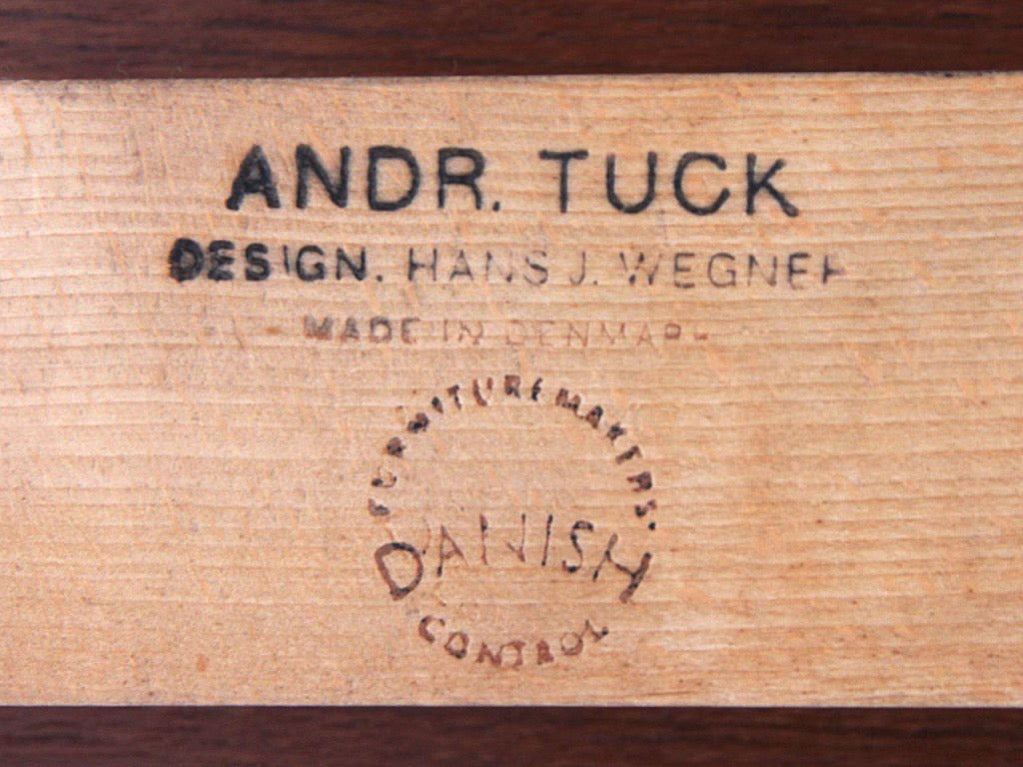 ANDR. TUCK
DESIGN. HANS J. WEGNER
MADE IN DENMARK
FURNITUREMAKERS.
DANISH
CONTROL